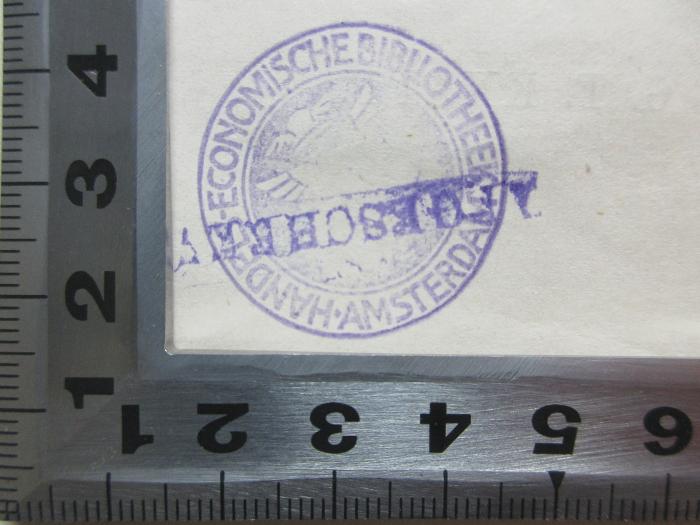 HANDELS-ECONOMISCHE BIBLIOTHEEK·AMSTERDAM·
AFGESCHREVEN
4
3
2
1
1 2 3 4 5 6